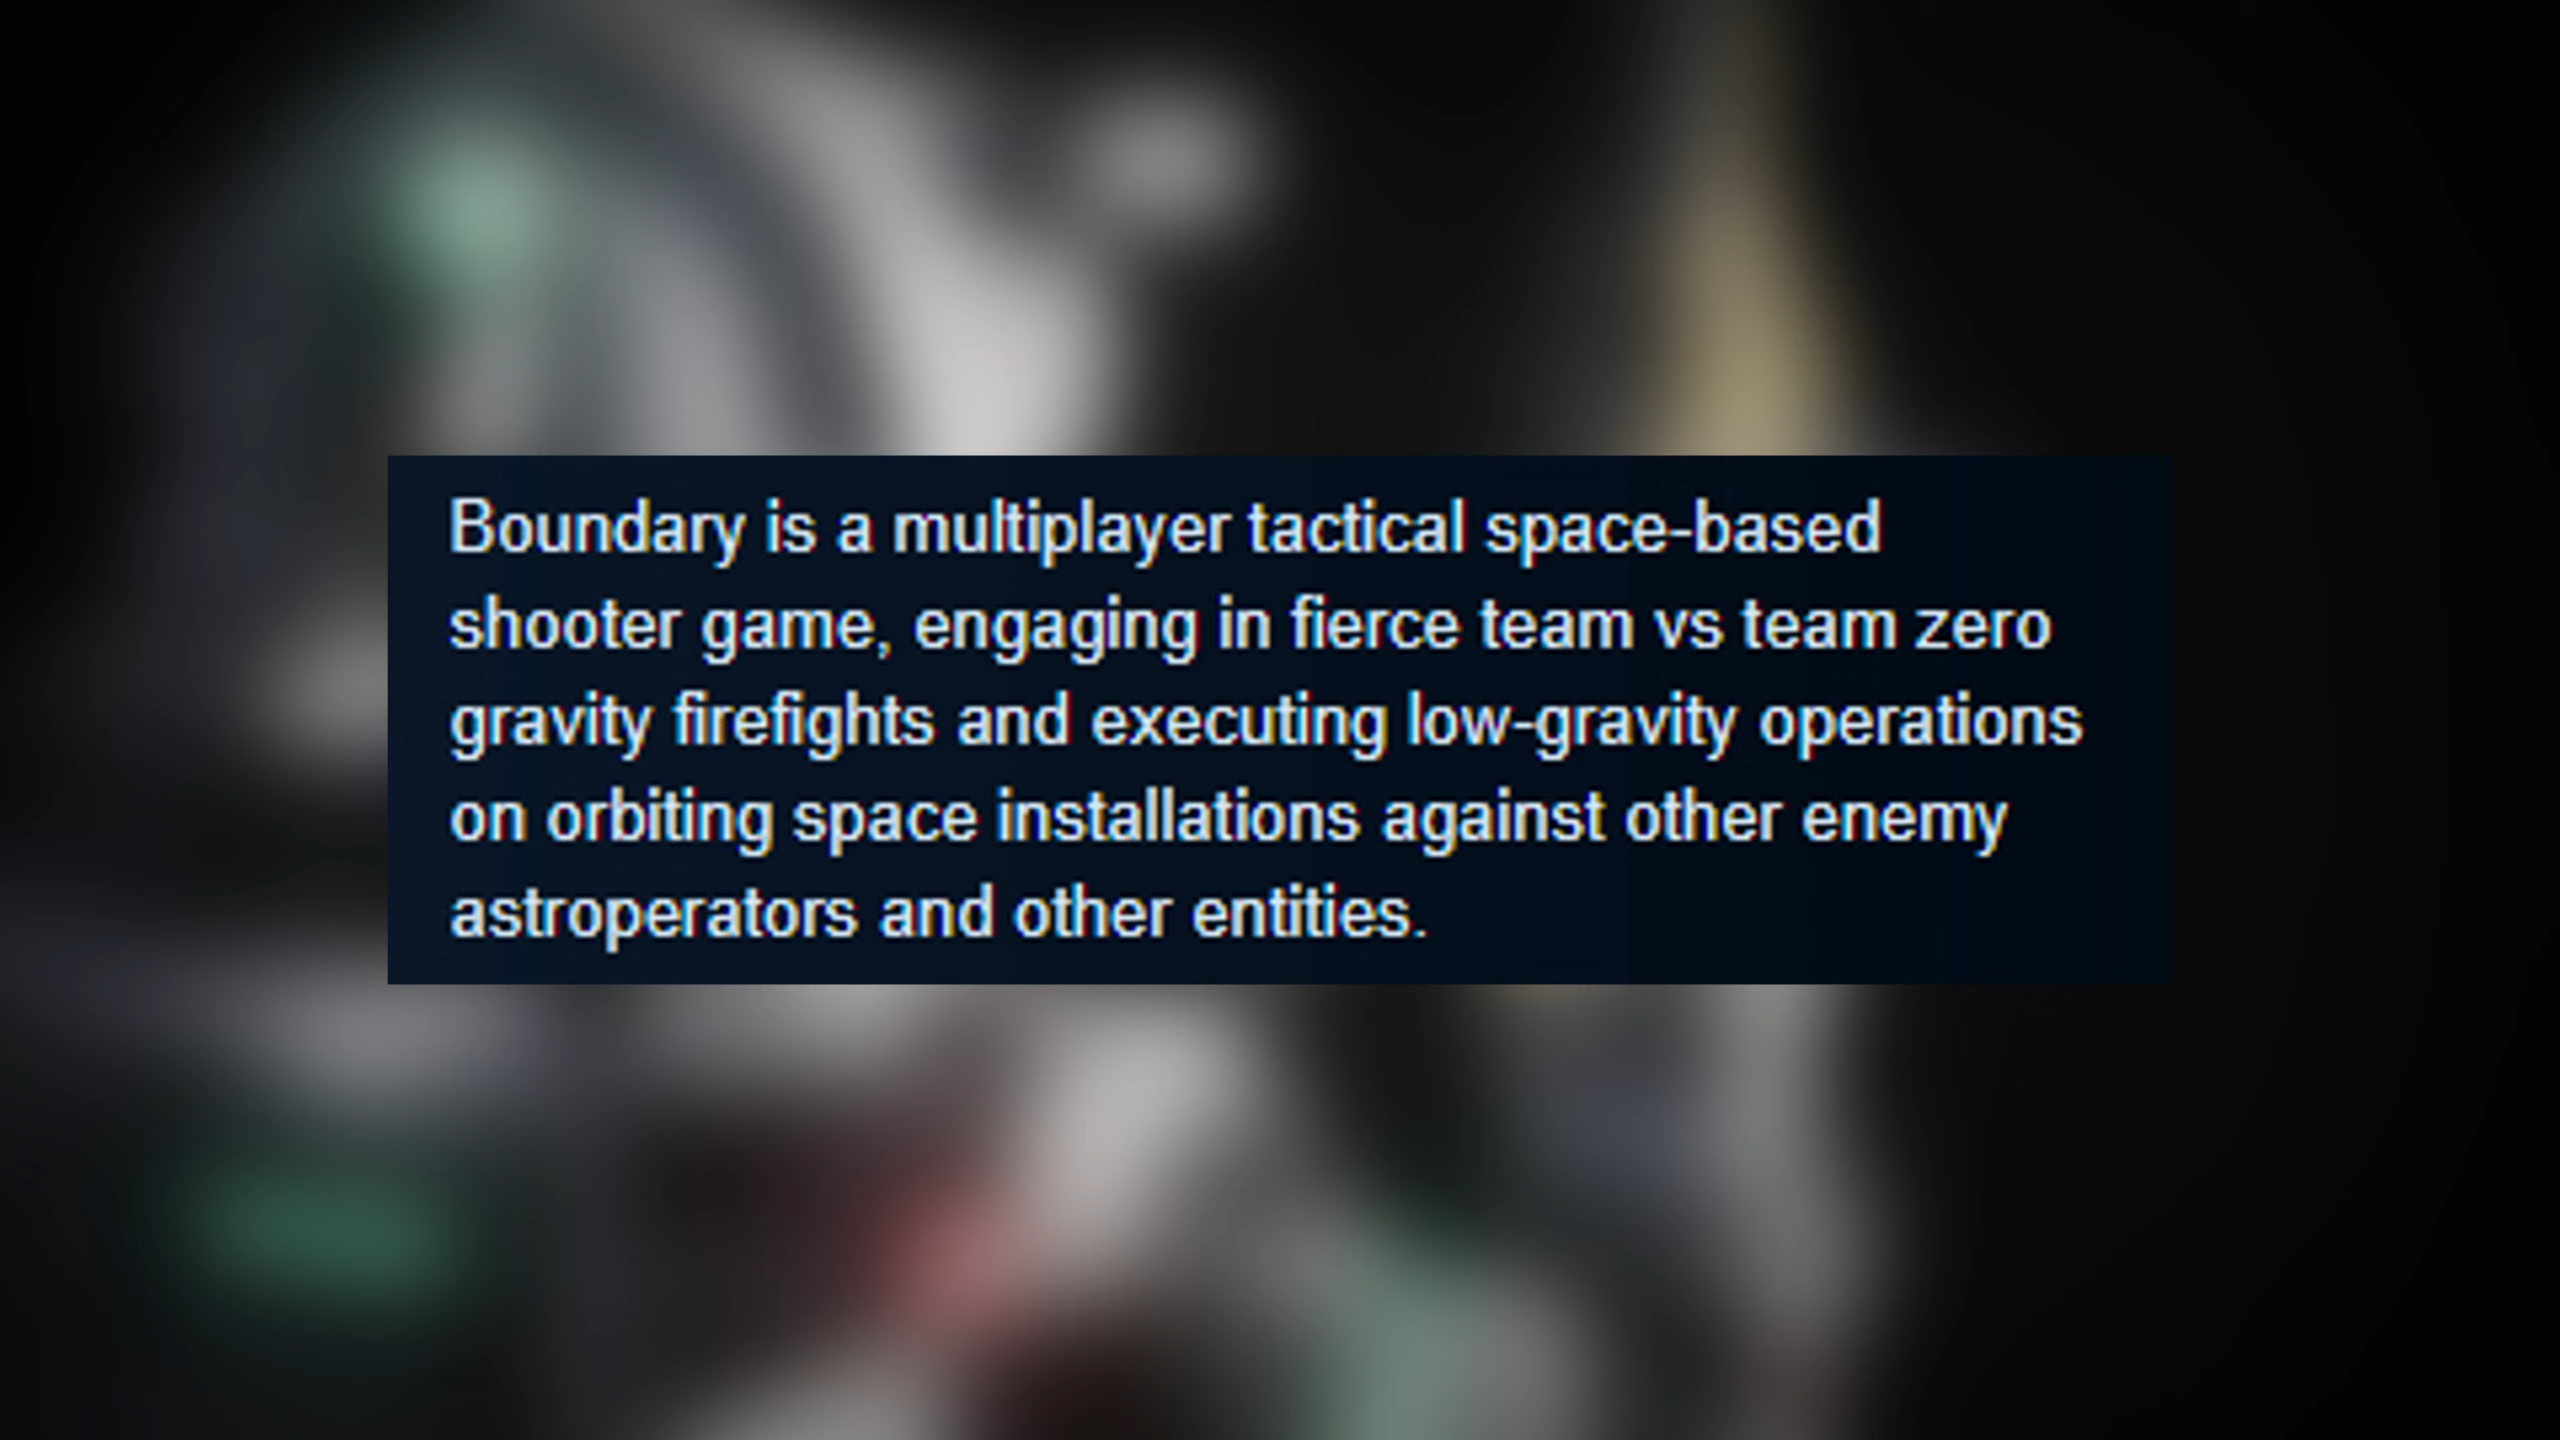 Boundary is a multiplayer tactical space-based
shooter game, engaging in fierce team vs team zero
gravity firefights and executing low-gravity operations
on orbiting space installations against other enemy
astroperators and other entities.